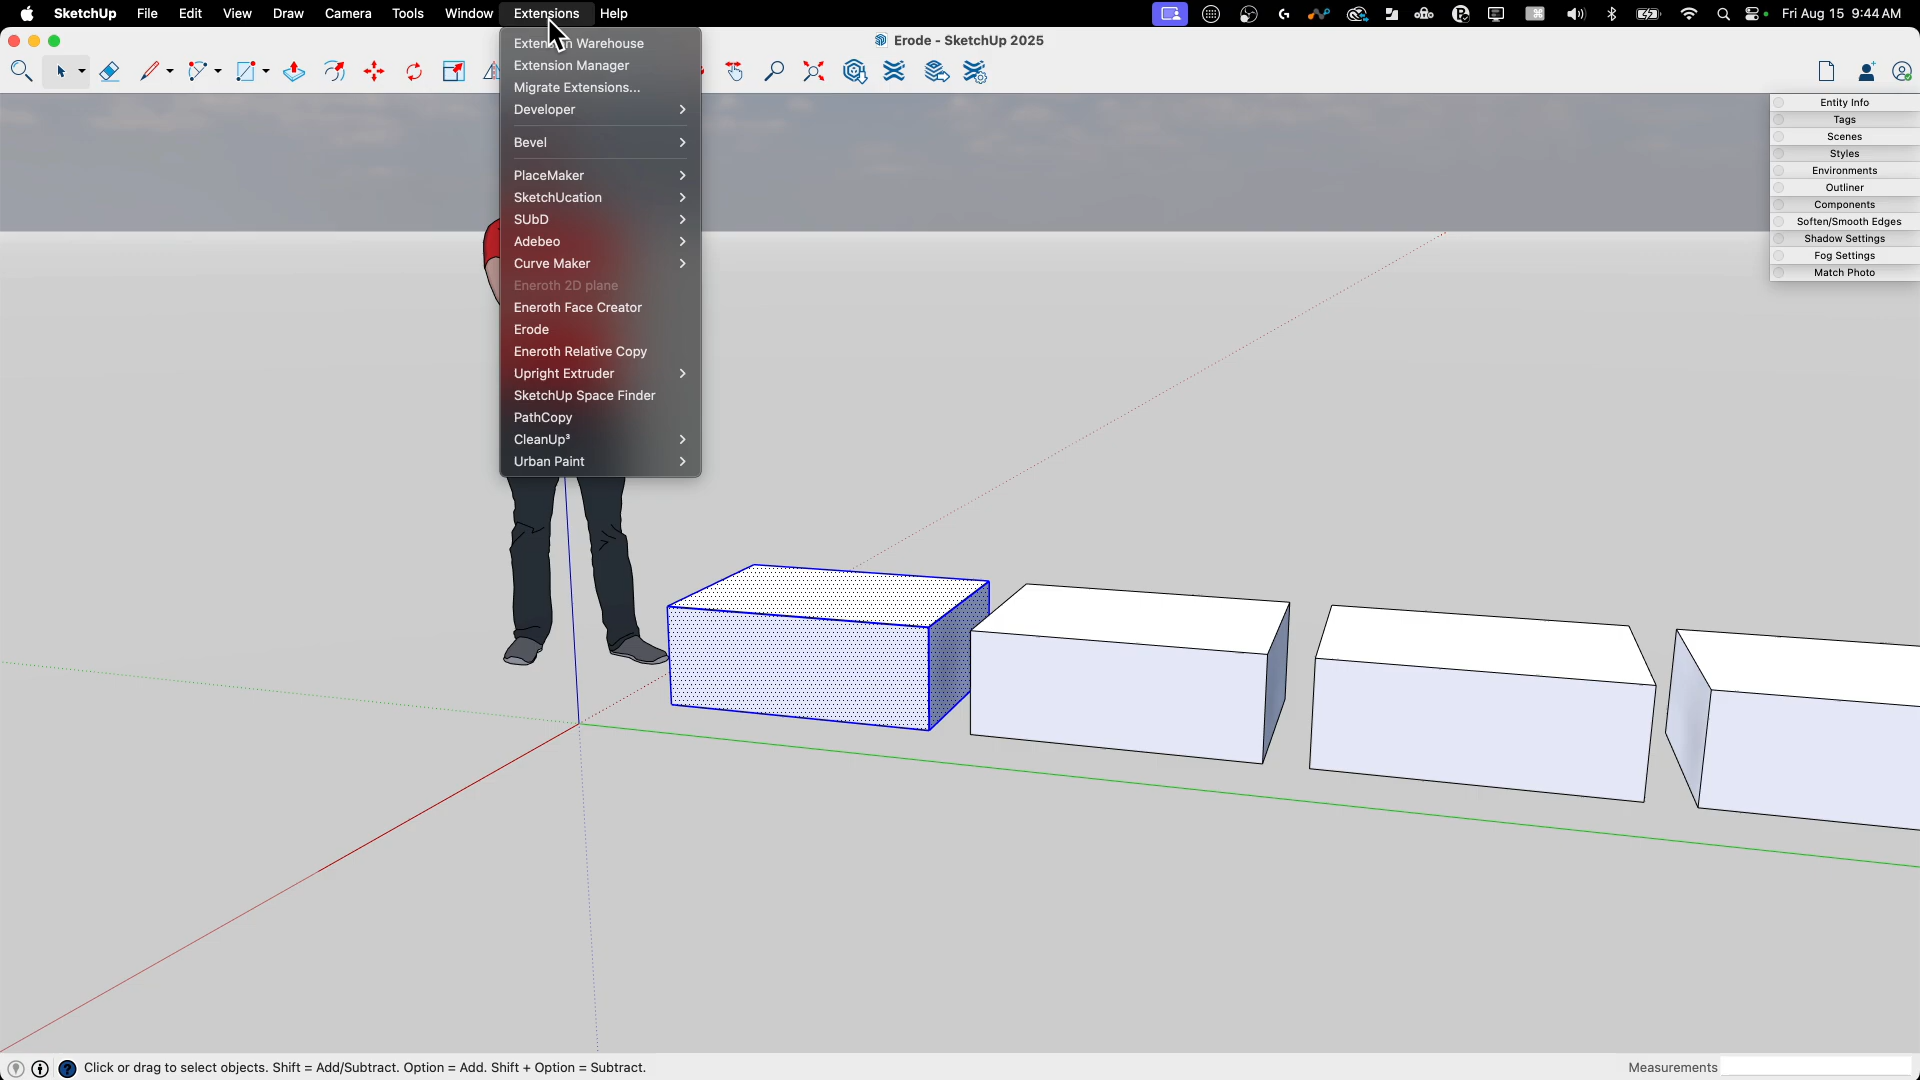 SketchUp File Edit View Draw Camera Tools Window Extensions Help Fri Aug 15 9:44 AM
Erode - SketchUp 2025
Warehouse
Extension Manager
Migrate Extensions...
Developer
Bevel
PlaceMaker
SketchUcation
SUbD
Adebeo
Curve Maker
Eneroth 2D plane
Eneroth Face Creator
Erode
Eneroth Relative Copy
Upright Extruder
SketchUp Space Finder
PathCopy
CleanUp³
Urban Paint
Entity Info
Tags
Scenes
Styles
Environments
Outliner
Components
Soften/Smooth Edges
Shadow Settings
Fog Settings
Match Photo
Click or drag to select objects. Shift = Add/Subtract. Option = Add. Shift + Option = Subtract.
Measurements